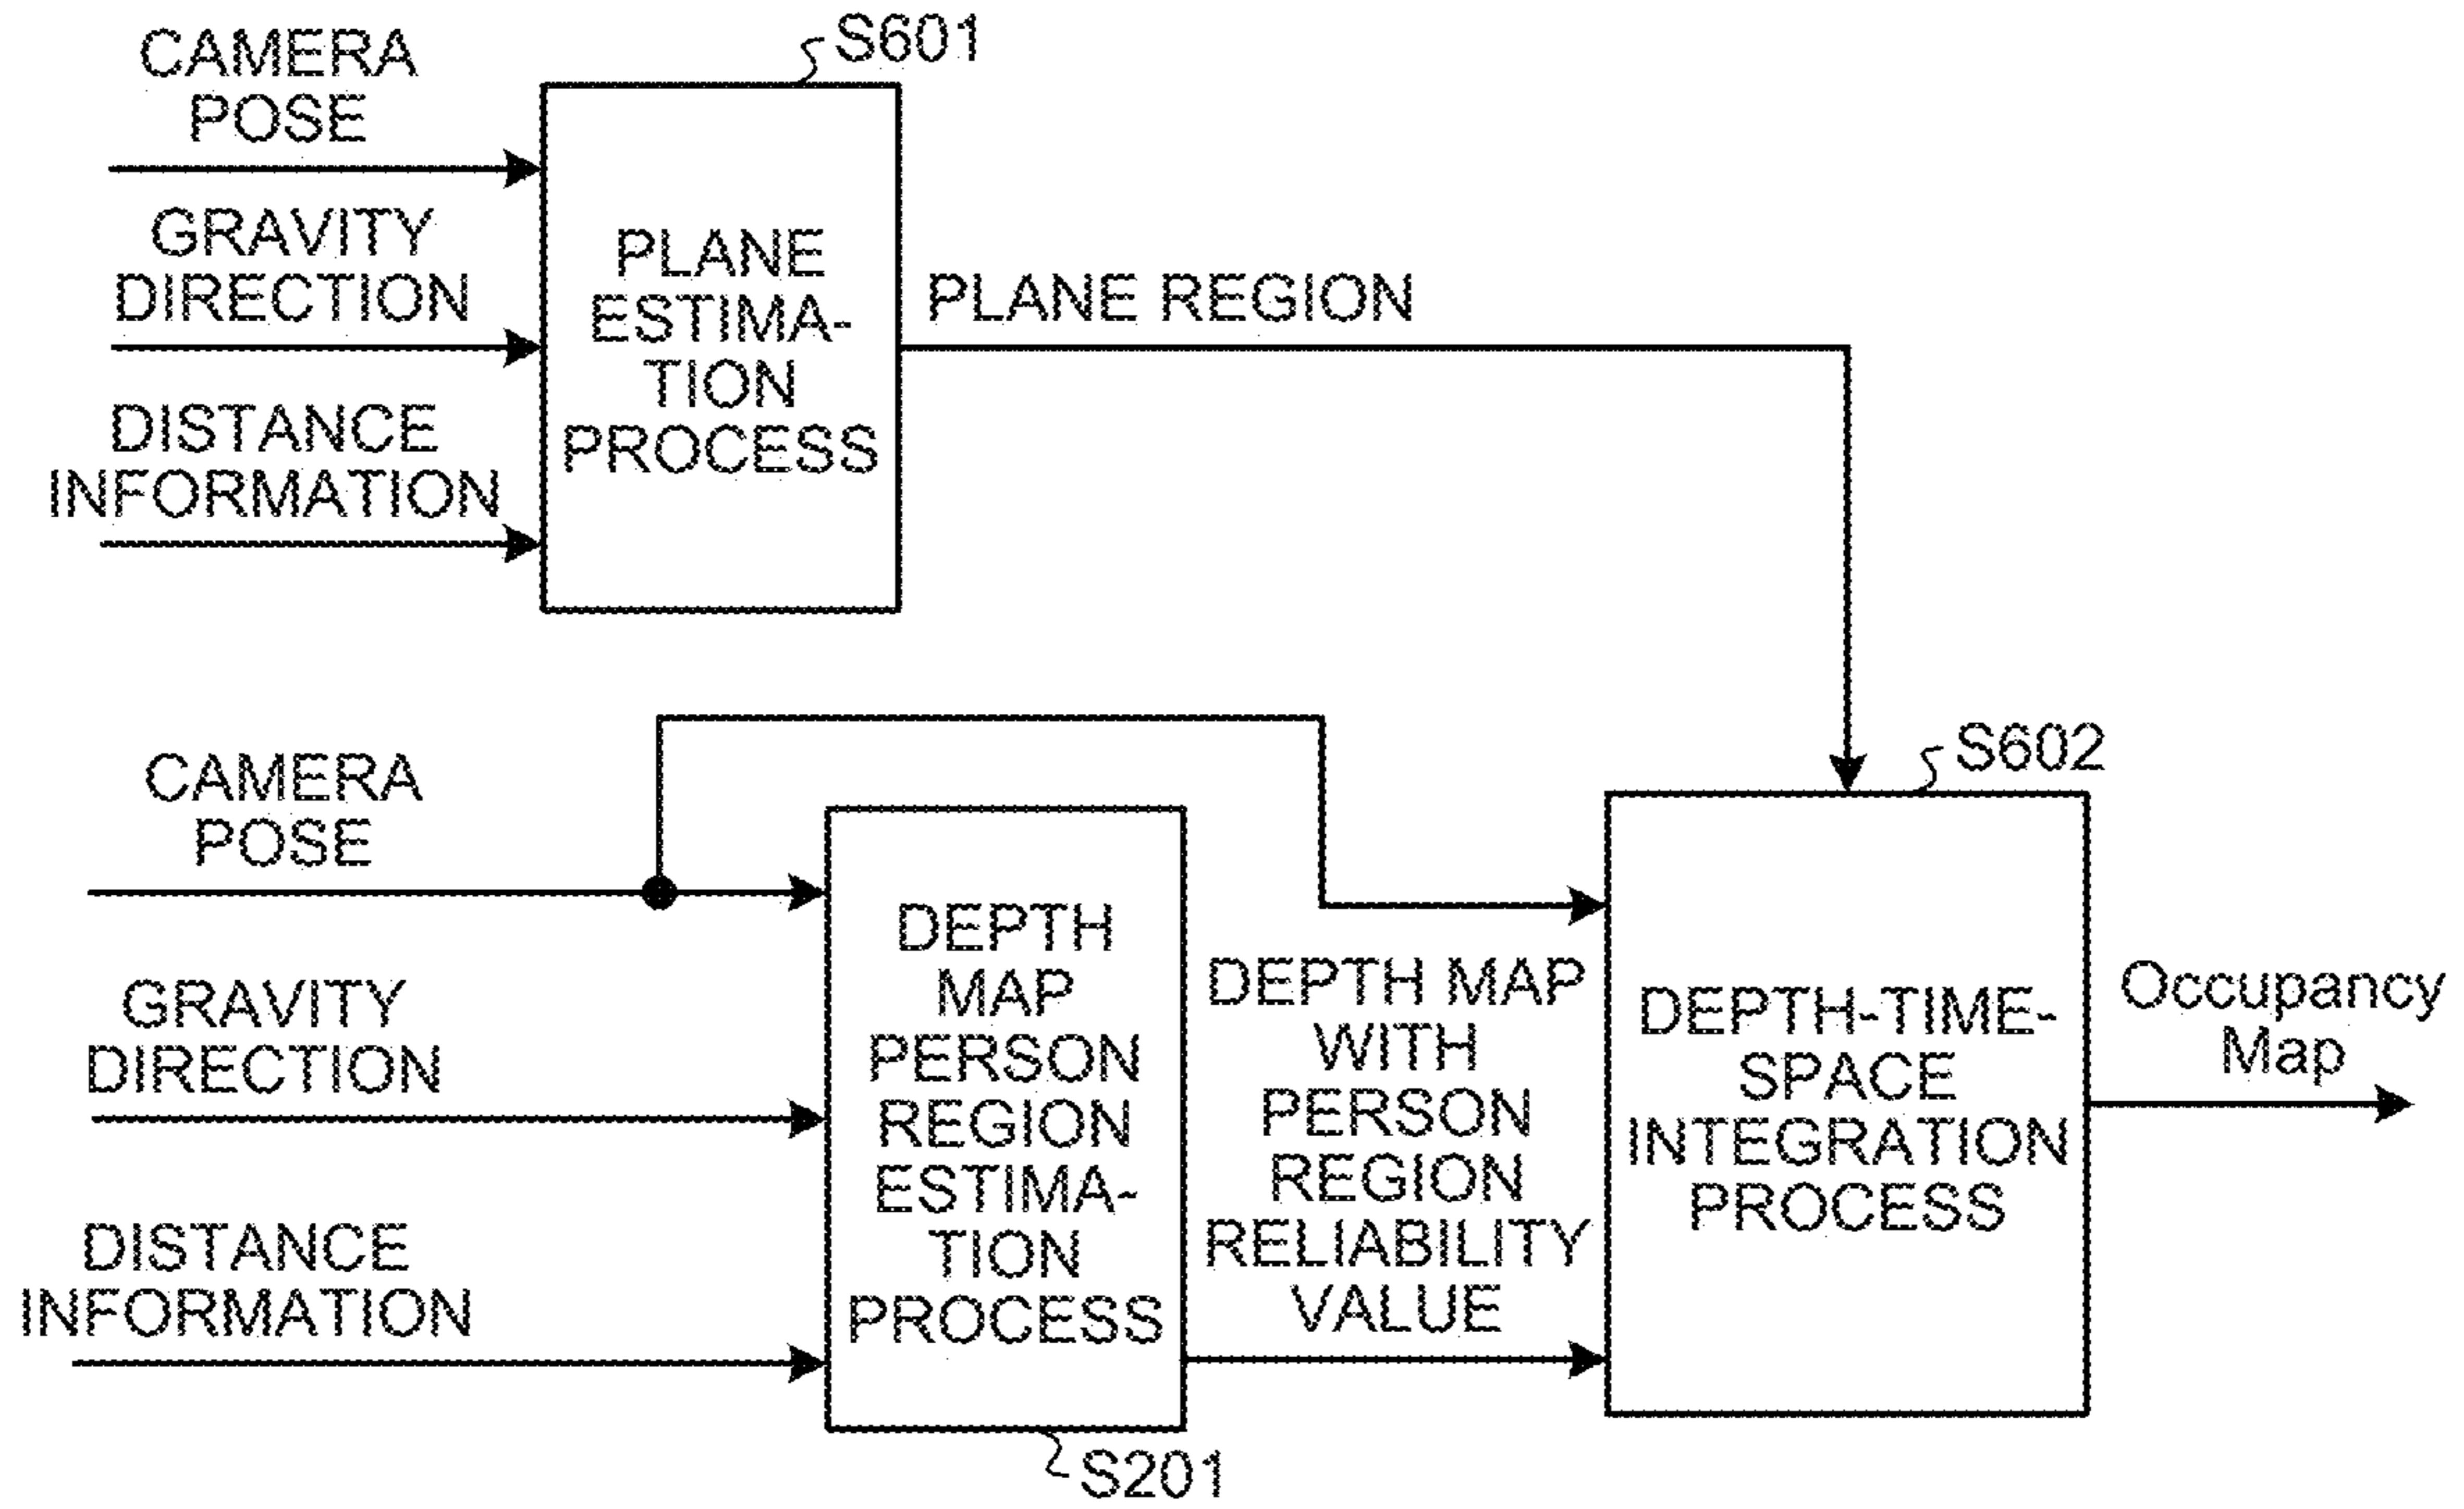 S601
CAMERA
POSE
GRAVITY
DIRECTION
DISTANCE
INFORMATION
PLANE
ESTIMA-
TION
PROCESS
PLANE REGION
CAMERA
POSE
GRAVITY
DIRECTION
DISTANCE
INFORMATION
DEPTH
MAP
PERSON
REGION
ESTIMA-
TION
PROCESS
S201
DEPTH MAP
WITH
PERSON
REGION
RELIABILITY
VALUE
S602
DEPTH-TIME-
SPACE
INTEGRATION
PROCESS
Occupancy
Map